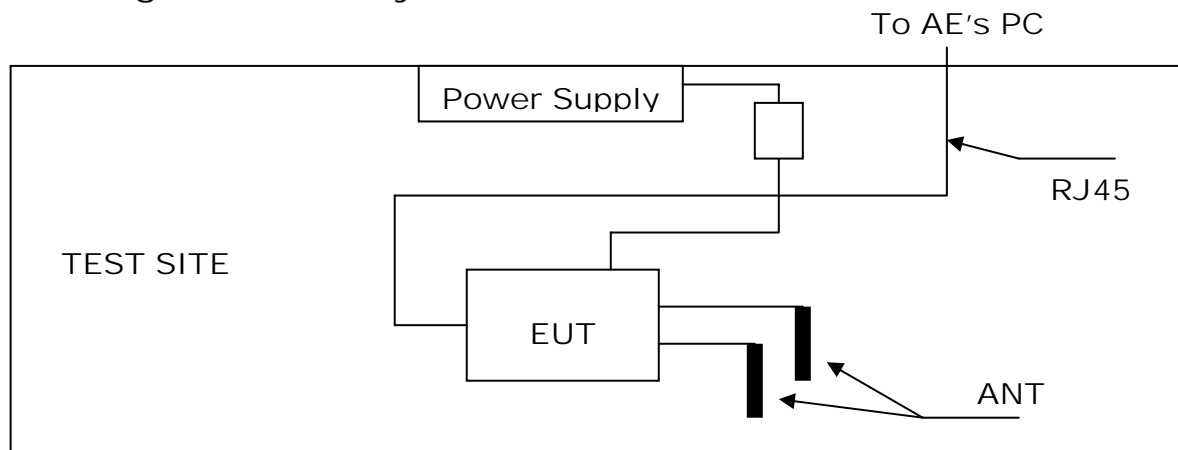 To AE's PC
Power Supply
RJ45
TEST SITE
EUT
ANT